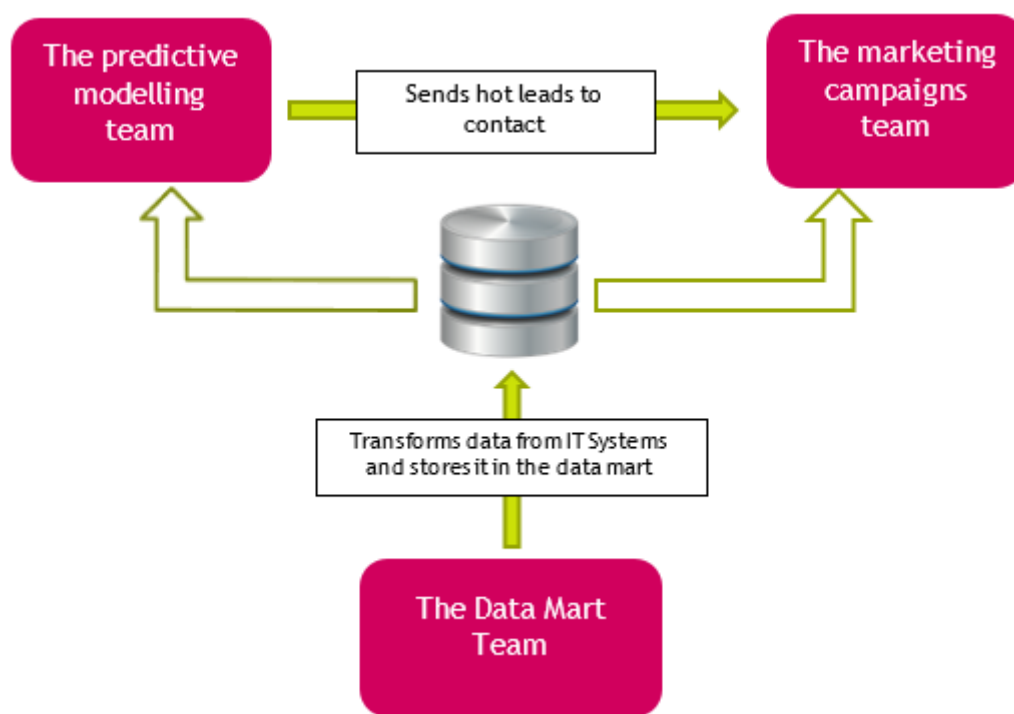 The predictive
modelling
team
Sends hot leads to
contact
The marketing
campaigns
team
Transforms data from IT Systems
and stores it in the data mart
The Data Mart
Team